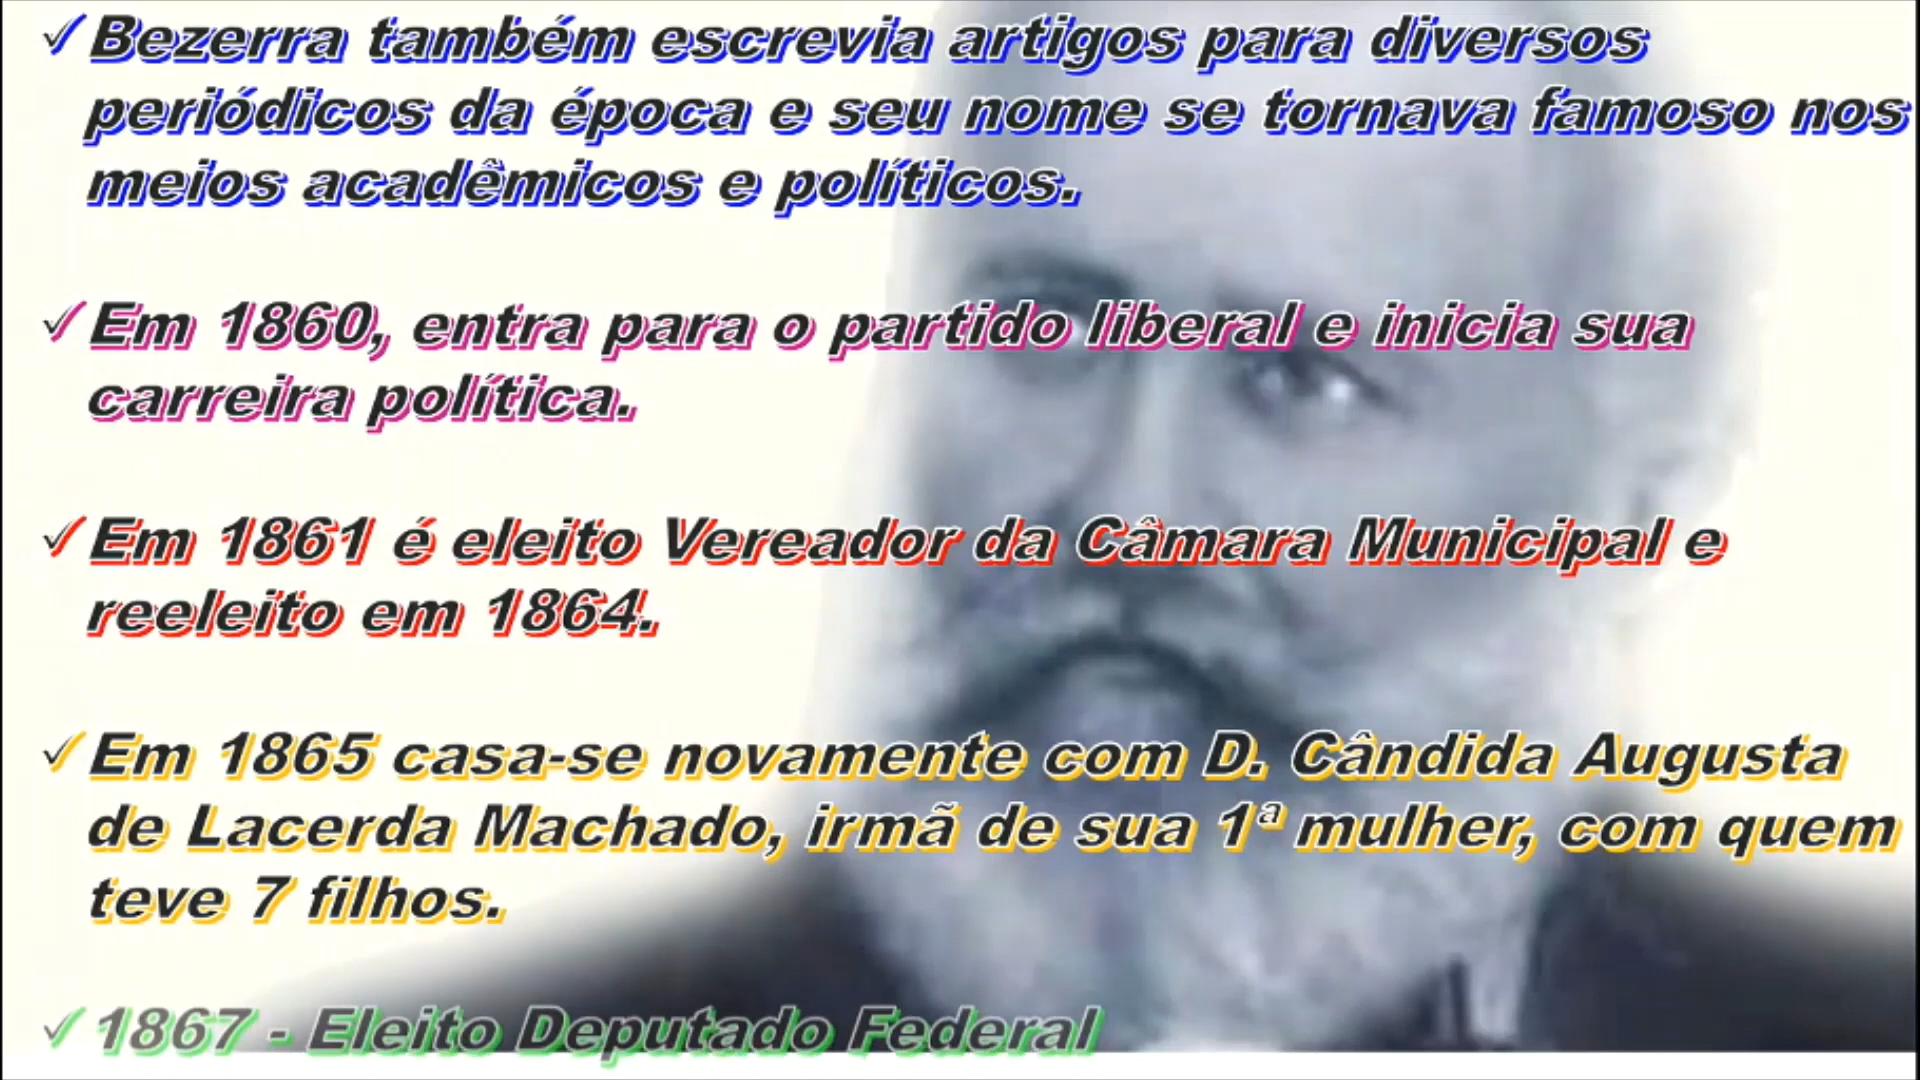 ✓Bezerra também escrevia artigos para diversos
periódicos da época e seu nome se tornava famoso nos
meios acadêmicos e políticos.
✓Em 1860, entra para o partido liberal e inicia sua
carreira política.
✓Em 1861 é eleito Vereador da Câmara Municipal e
reeleito em 1864.
✓Em 1865 casa-se novamente com D. Cândida Augusta
de Lacerda Machado, irmã de sua 1ª mulher, com quem
teve 7 filhos.
✓1867 - Eleito Deputado Federal